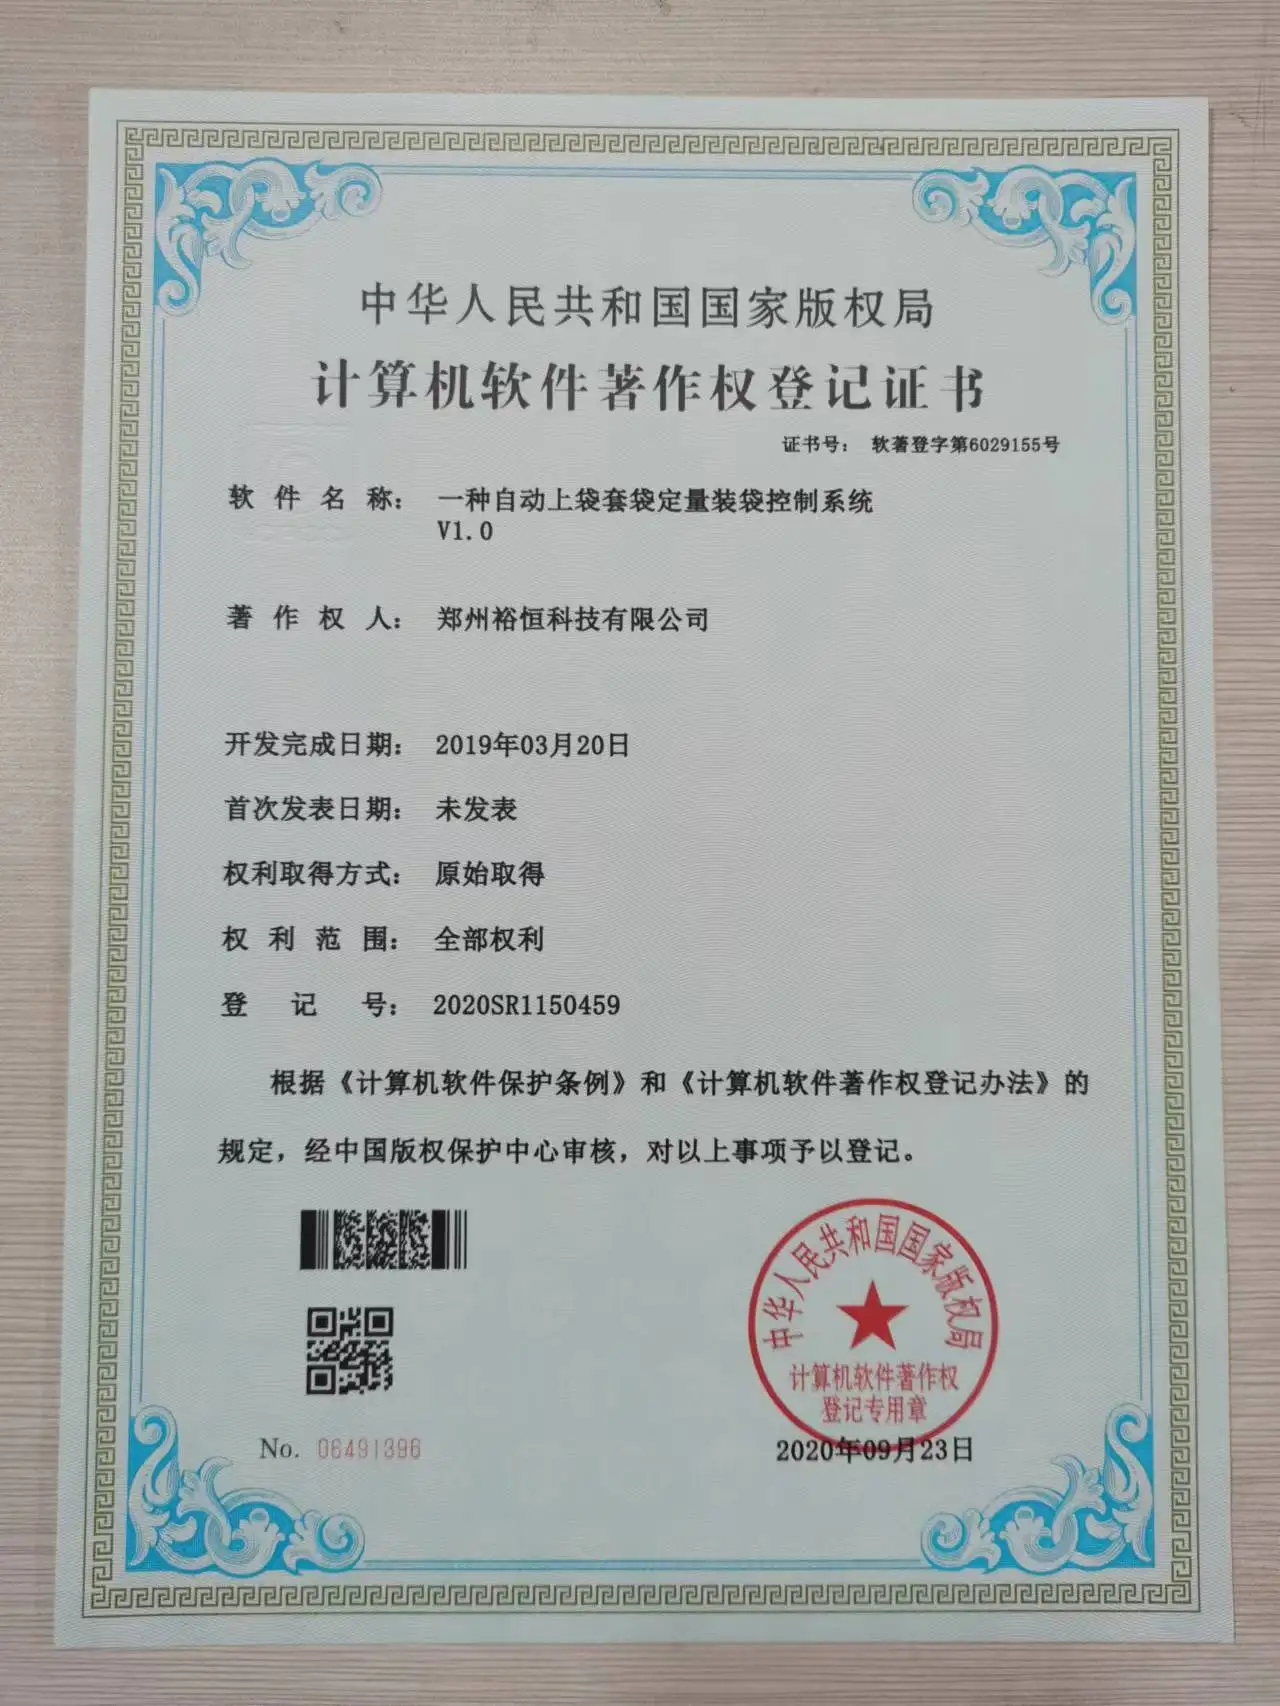 中华人民共和国国家版权局
计算机软件著作权登记证书
证书号： 软著登字第6029155号
软件名称： 一种自动上袋套袋定量装袋控制系统
V1.0
著作权人： 郑州裕恒科技有限公司
开发完成日期： 2019年03月20日
首次发表日期： 未发表
权利取得方式： 原始取得
权利范围： 全部权利
登记号： 2020SR1150459
根据《计算机软件保护条例》和《计算机软件著作权登记办法》的
规定，经中国版权保护中心审核，对以上事项予以登记。
中华人民共和国国家版权局
计算机软件著作权
登记专用章
No. 06491396
2020年09月23日